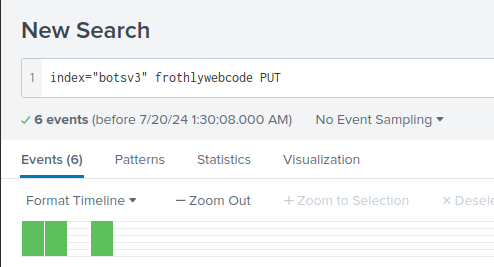 New Search
1 index="botsv3" frothlywebcode PUT
✓ 6 events (before 7/20/24 1:30:08.000 AM) No Event Sampling ▾
Events (6) Patterns Statistics Visualization
Format Timeline ▾ — Zoom Out + Zoom to Selection × Desele